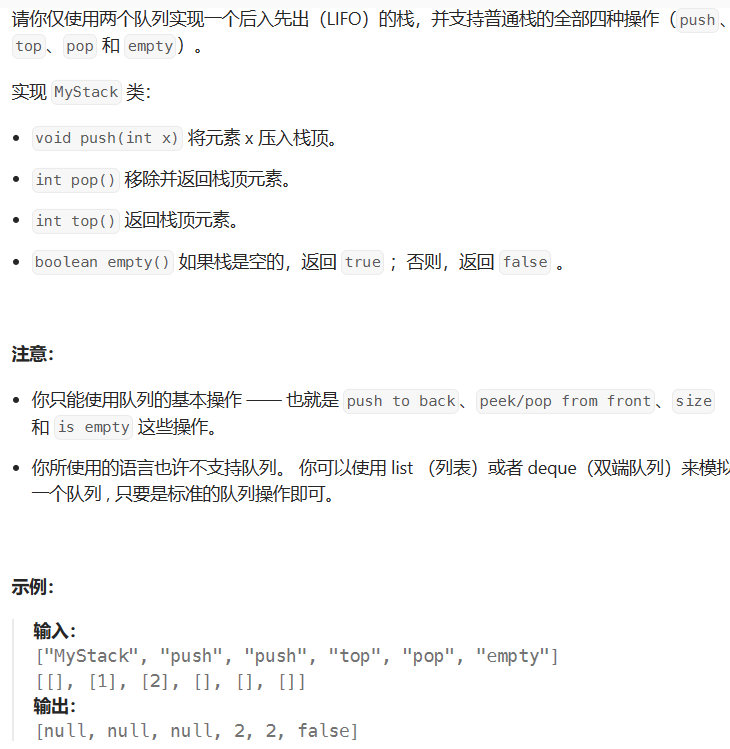 请你仅使用两个队列实现一个后入先出（LIFO）的栈，并支持普通栈的全部四种操作（push、
top、pop 和 empty）。
实现 MyStack 类：
void push(int x) 将元素 x 压入栈顶。
int pop() 移除并返回栈顶元素。
int top() 返回栈顶元素。
boolean empty() 如果栈是空的，返回 true ；否则，返回 false 。
注意：
你只能使用队列的基本操作 —— 也就是 push to back、peek/pop from front、size
和 is empty 这些操作。
你所使用的语言也许不支持队列。 你可以使用 list （列表）或者 deque（双端队列）来模拟
一个队列 , 只要是标准的队列操作即可。
示例：
输入：
["MyStack", "push", "push", "top", "pop", "empty"]
[[], [1], [2], [], [], []]
输出：
[null, null, null, 2, 2, false]